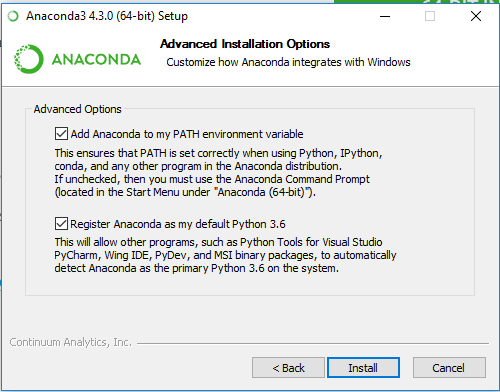 Anaconda3 4.3.0 (64-bit) Setup
Advanced Installation Options
Customize how Anaconda integrates with Windows
ANACONDA
Advanced Options
Add Anaconda to my PATH environment variable
This ensures that PATH is set correctly when using Python, IPython,
conda, and any other program in the Anaconda distribution.
If unchecked, then you must use the Anaconda Command Prompt
(located in the Start Menu under "Anaconda (64-bit)").
Register Anaconda as my default Python 3.6
This will allow other programs, such as Python Tools for Visual Studio
PyCharm, Wing IDE, PyDev, and MSI binary packages, to automatically
detect Anaconda as the primary Python 3.6 on the system.
Continuum Analytics, Inc.
< Back
Install
Cancel